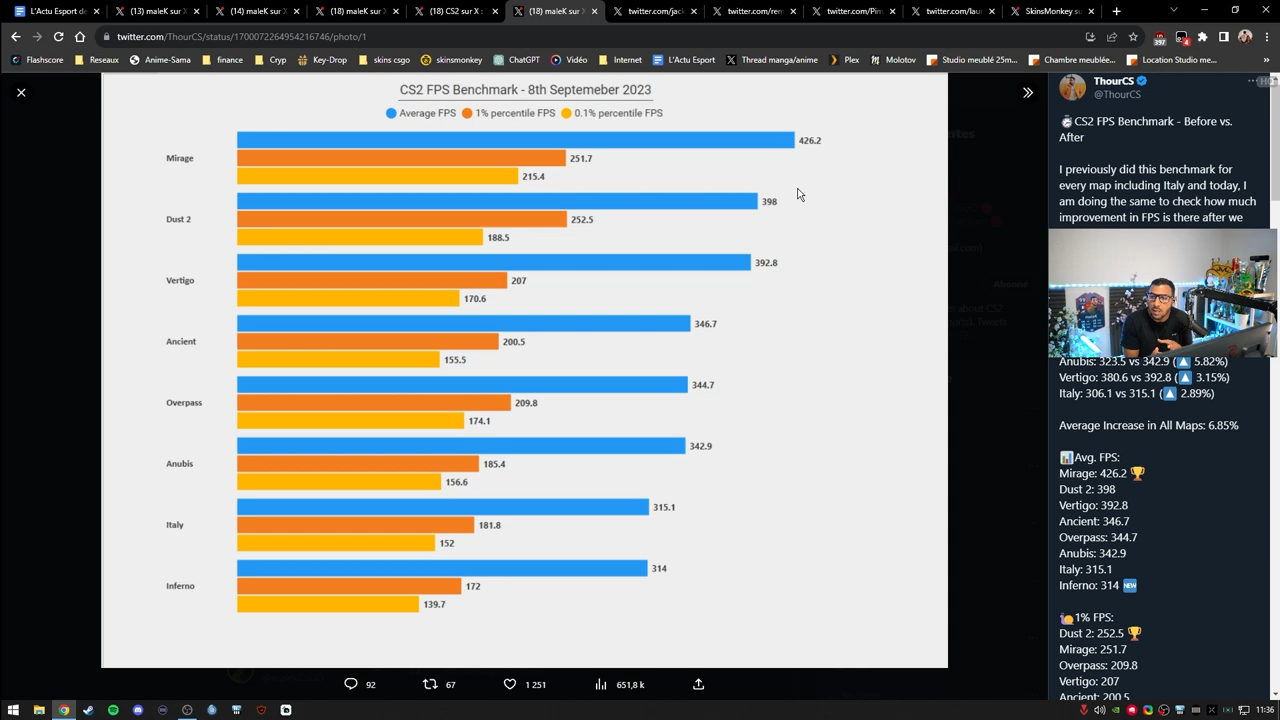 L'Actu Des E
(13) maleK sur X
(14) maleK sur X
(18) maleK sur X
(18) CS2 sur X
(18) maleK sur X
twitter.com/jac
twitter.com/ren
twitter.com/Pim
twitter.com/lau
SkinsMonkey su
twitter.com/ThourCS/status/1700072264954216746/photo/1
Flashscore
Reseaux
Anime-Sama
finance
Cryp
Key-Drop
skins csgo
skinsmonkey
ChatGPT
Vidéo
Internet
L'Actu Esport
Thread manga/anime
Plex
Molotov
Studio meublé 25m...
Chambre meublée...
Location Studio me...
CS2 FPS Benchmark - 8th Septemeber 2023
Average FPS
1% percentile FPS
0.1% percentile FPS
Mirage
426.2
251.7
215.4
Dust 2
398
252.5
188.5
Vertigo
392.8
207
170.6
Ancient
346.7
200.5
155.5
Overpass
344.7
209.8
174.1
Anubis
342.9
185.4
156.6
Italy
315.1
181.8
152
Inferno
314
172
139.7
92
67
1 251
651,8 k
ThourCS
@ThourCS
CS2 FPS Benchmark - Before vs.
After
I previously did this benchmark for
every map including Italy and today, I
am doing the same to check how much
improvement in FPS is there after we
Anubis: 323.5 vs 342.9 (🔼 5.82%)
Vertigo: 380.6 vs 392.8 (🔼 3.15%)
Italy: 306.1 vs 315.1 (🔼 2.89%)
Average Increase in All Maps: 6.85%
Avg. FPS:
Mirage: 426.2
Dust 2: 398
Vertigo: 392.8
Ancient: 346.7
Overpass: 344.7
Anubis: 342.9
Italy: 315.1
Inferno: 314 NEW
1% FPS:
Dust 2: 252.5
Mirage: 251.7
Overpass: 209.8
Vertigo: 207
Ancient: 200.5
11:36